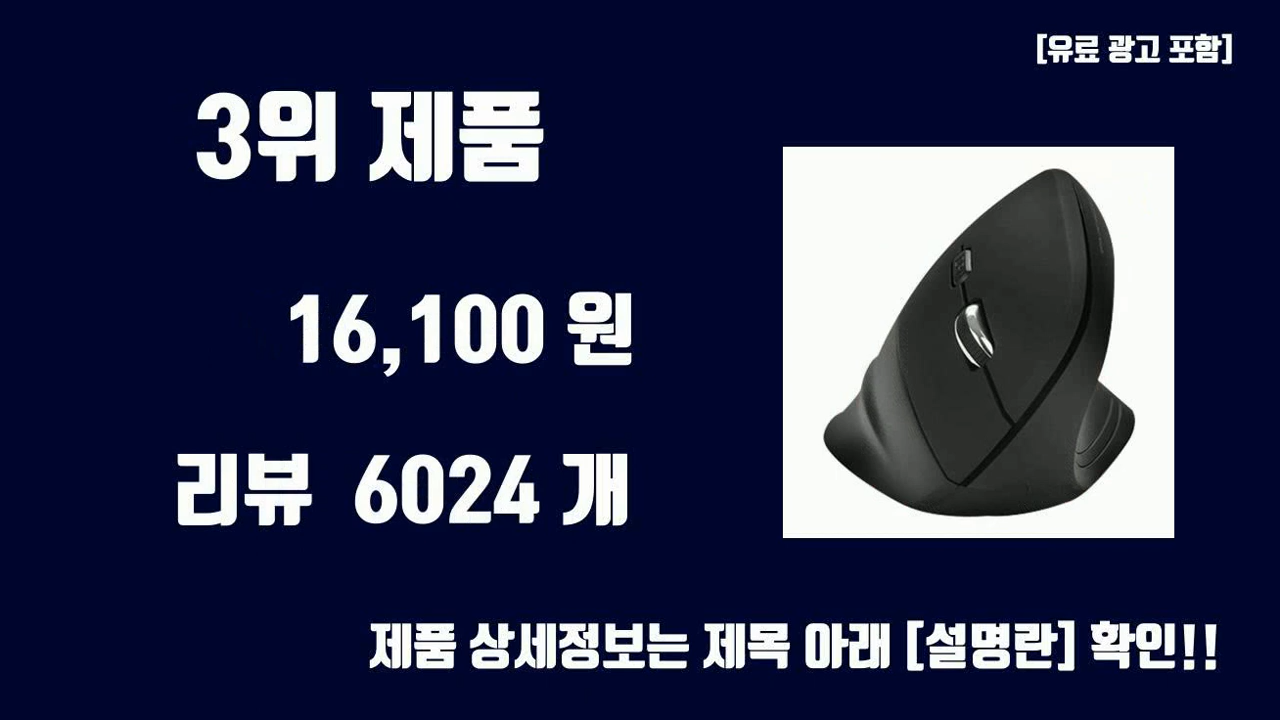 [유료 광고 포함]
3위 제품
16,100 원
리뷰 6024 개
제품 상세정보는 제목 아래 [설명란] 확인!!